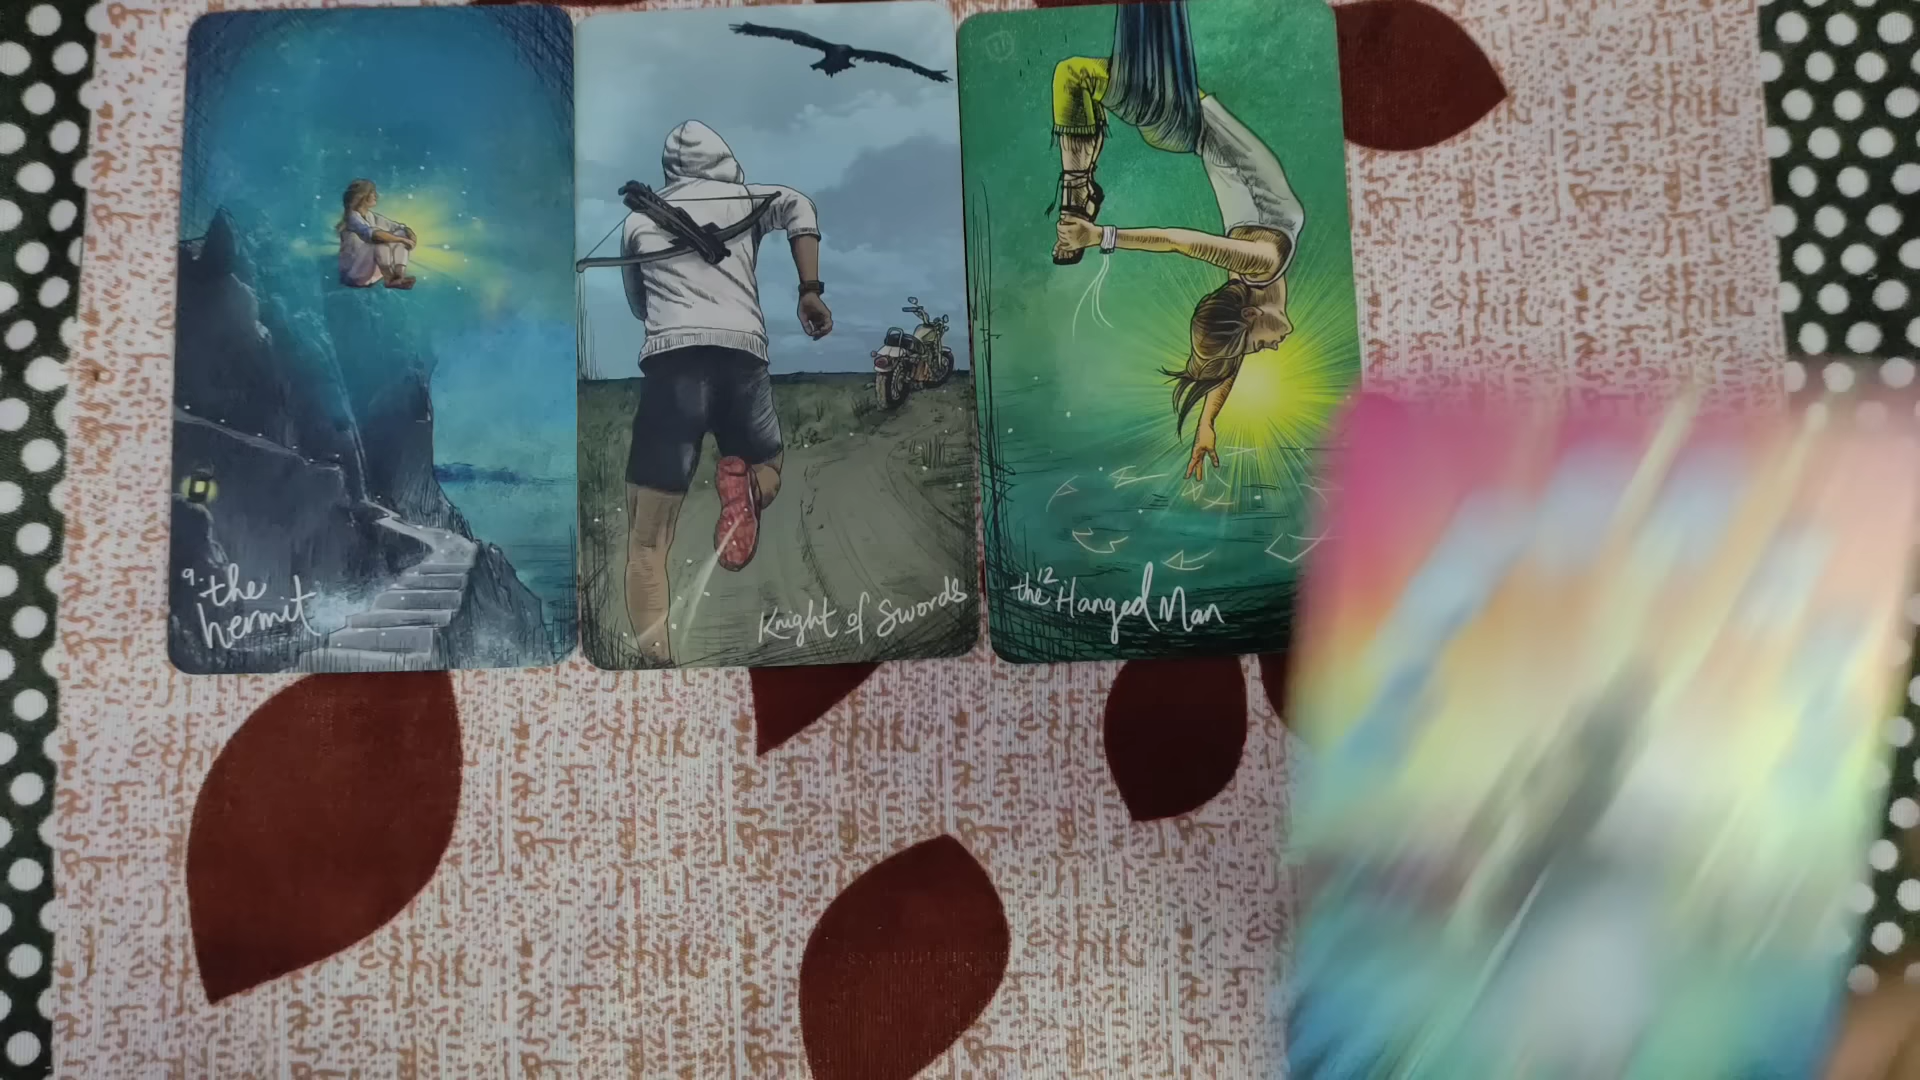 9. the
hermit
Knight of Swords
12
the Hanged Man